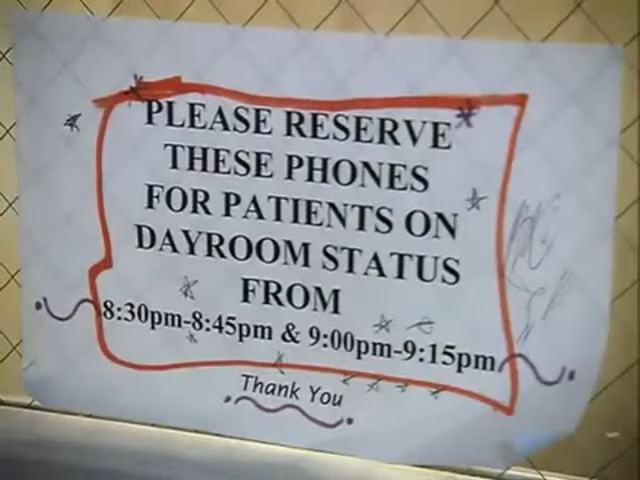 PLEASE RESERVE
THESE PHONES
FOR PATIENTS ON
DAYROOM STATUS
FROM
8:30pm-8:45pm & 9:00pm-9:15pm
Thank You